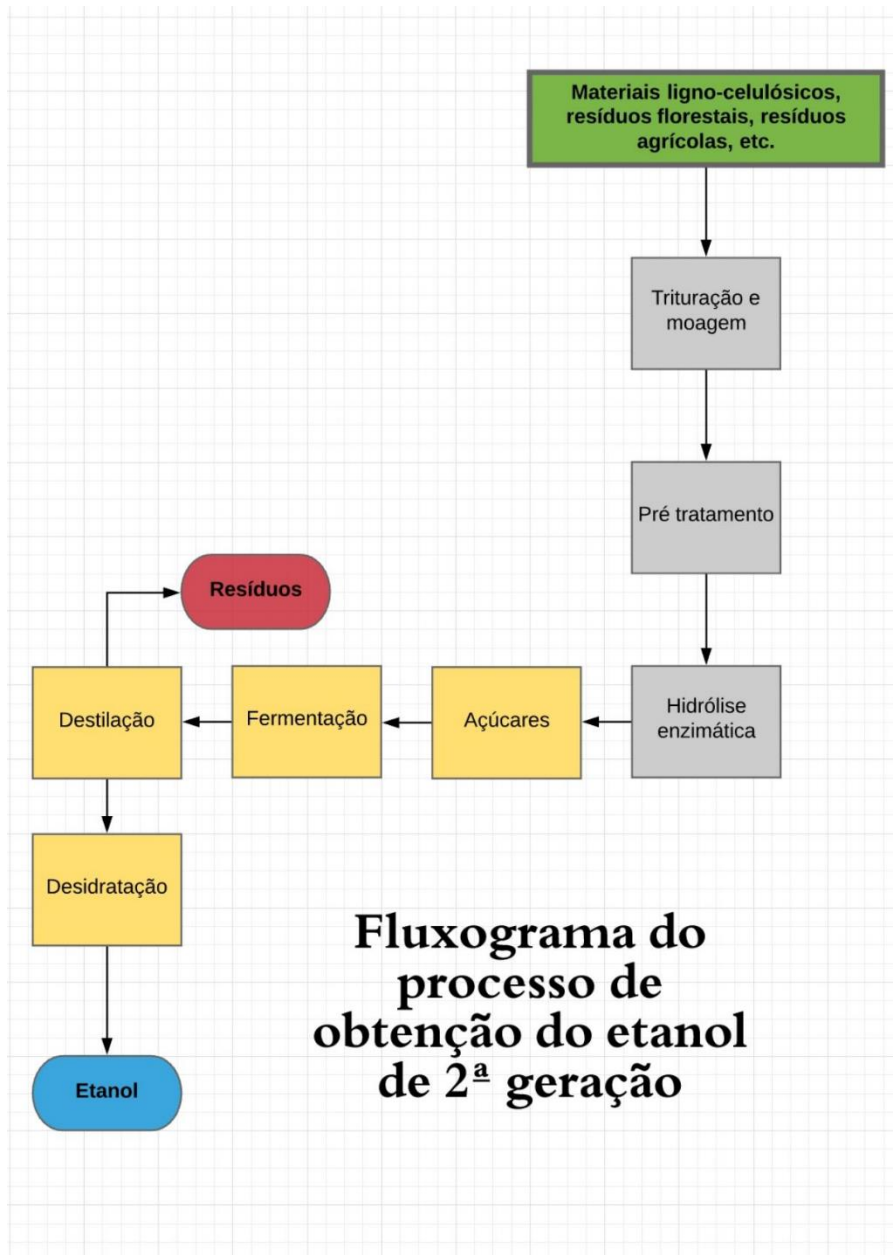 Materiais ligno-celulósicos,
resíduos florestais, resíduos
agrícolas, etc.
Trituração e
moagem
Pré tratamento
Hidrólise
enzimática
Açúcares
Fermentação
Destilação
Resíduos
Desidratação
Etanol
Fluxograma do
processo de
obtenção do etanol
de 2ª geração